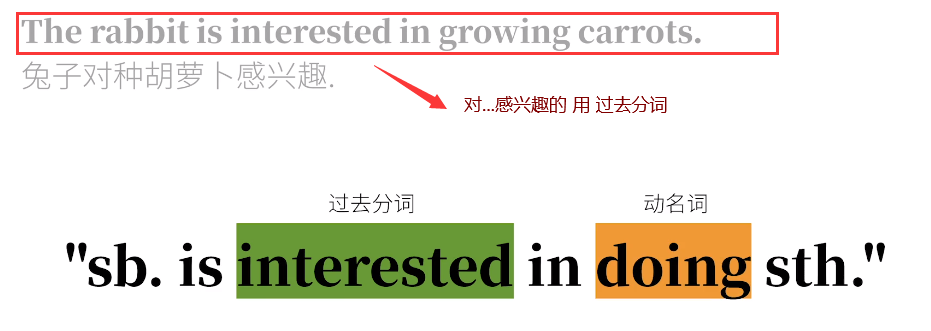 The rabbit is interested in growing carrots.
兔子对种胡萝卜感兴趣.
对...感兴趣的 用 过去分词
过去分词 动名词
"sb. is interested in doing sth."